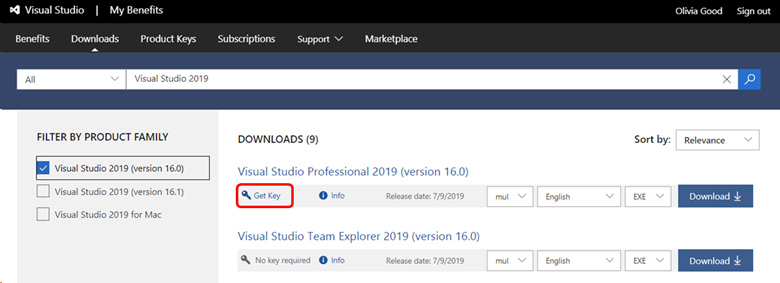 Visual Studio | My Benefits Olivia Good Sign out
Benefits Downloads Product Keys Subscriptions Support Marketplace
All Visual Studio 2019
FILTER BY PRODUCT FAMILY
Visual Studio 2019 (version 16.0)
Visual Studio 2019 (version 16.1)
Visual Studio 2019 for Mac
DOWNLOADS (9) Sort by: Relevance
Visual Studio Professional 2019 (version 16.0)
Get Key Info Release date: 7/9/2019 mul English EXE Download
Visual Studio Team Explorer 2019 (version 16.0)
No key required Info Release date: 7/9/2019 mul English EXE Download